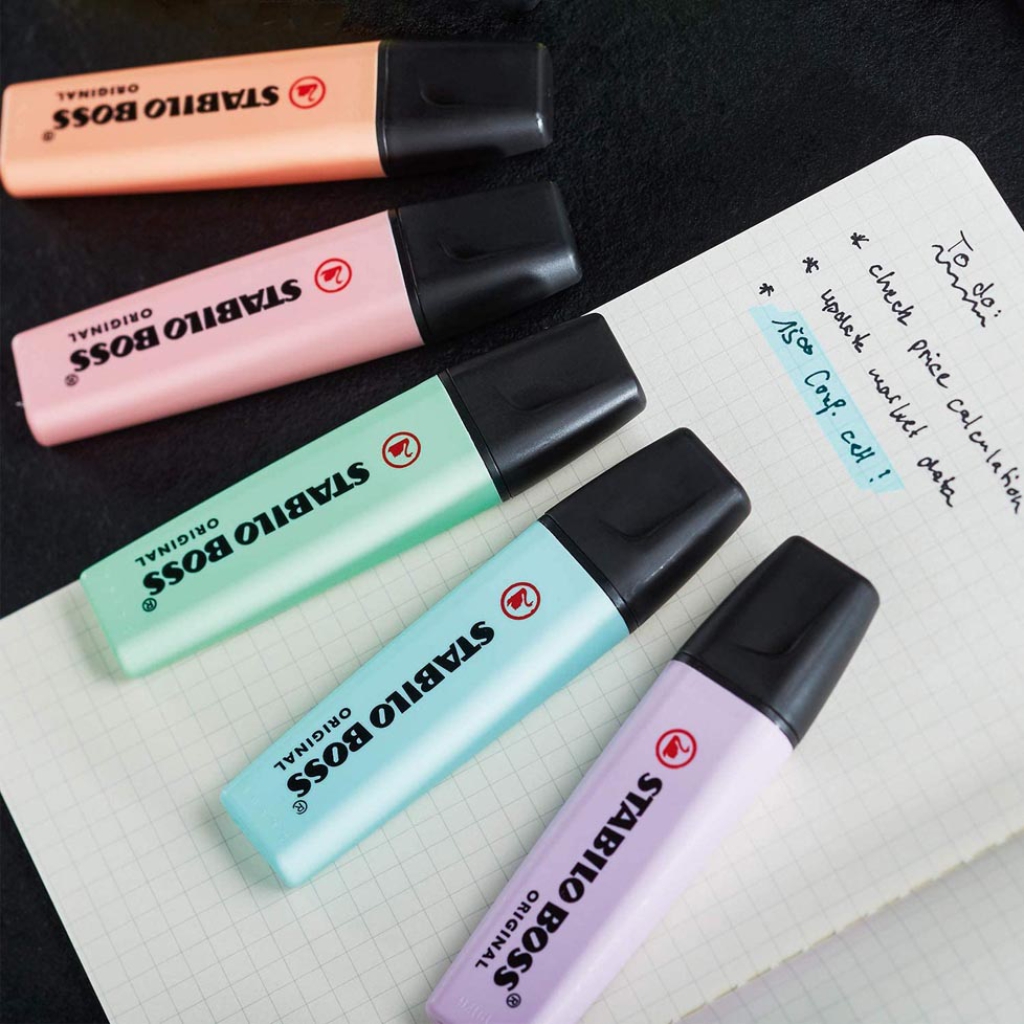 STABILO BOSS®
ORIGINAL
STABILO BOSS®
ORIGINAL
STABILO BOSS®
ORIGINAL
STABILO BOSS®
ORIGINAL
STABILO BOSS®
ORIGINAL
To do:
* check price calculation
* update market data
* 1500 Conf. call!